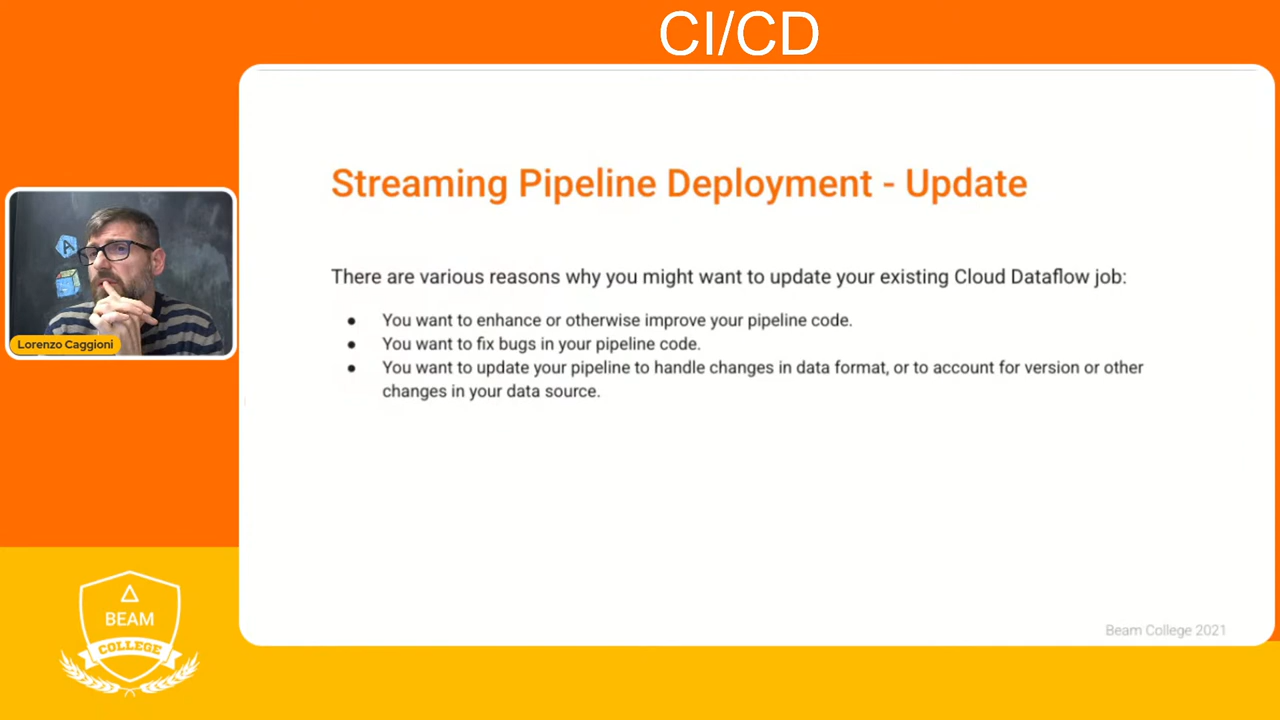 CI/CD
Streaming Pipeline Deployment - Update
There are various reasons why you might want to update your existing Cloud Dataflow job:
● You want to enhance or otherwise improve your pipeline code.
● You want to fix bugs in your pipeline code.
● You want to update your pipeline to handle changes in data format, or to account for version or other
changes in your data source.
A
Lorenzo Caggioni
BEAM
COLLEGE
Beam College 2021